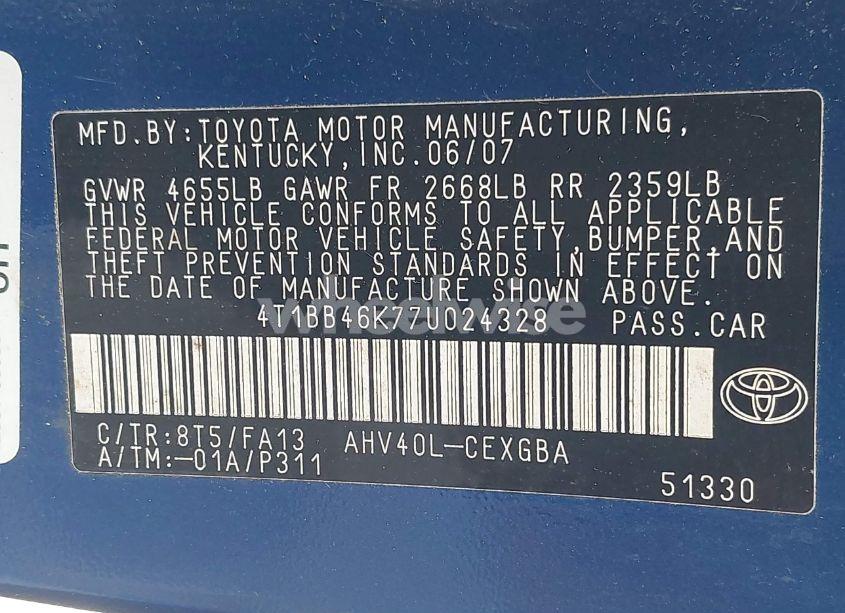 MFD.BY:TOYOTA MOTOR MANUFACTURING,
KENTUCKY,INC.06/07
GVWR 4655LB GAWR FR 2668LB RR 2359LB
THIS VEHICLE CONFORMS TO ALL APPLICABLE
FEDERAL MOTOR VEHICLE SAFETY,BUMPER,AND
THEFT PREVENTION STANDARDS IN EFFECT ON
THE DATE OF MANUFACTURE SHOWN ABOVE.
wheelwire
4T1BB46K77U024328 PASS.CAR
C/TR:8T5/FA13 AHV40L-CEXGBA
A/TM:-01A/P311
51330